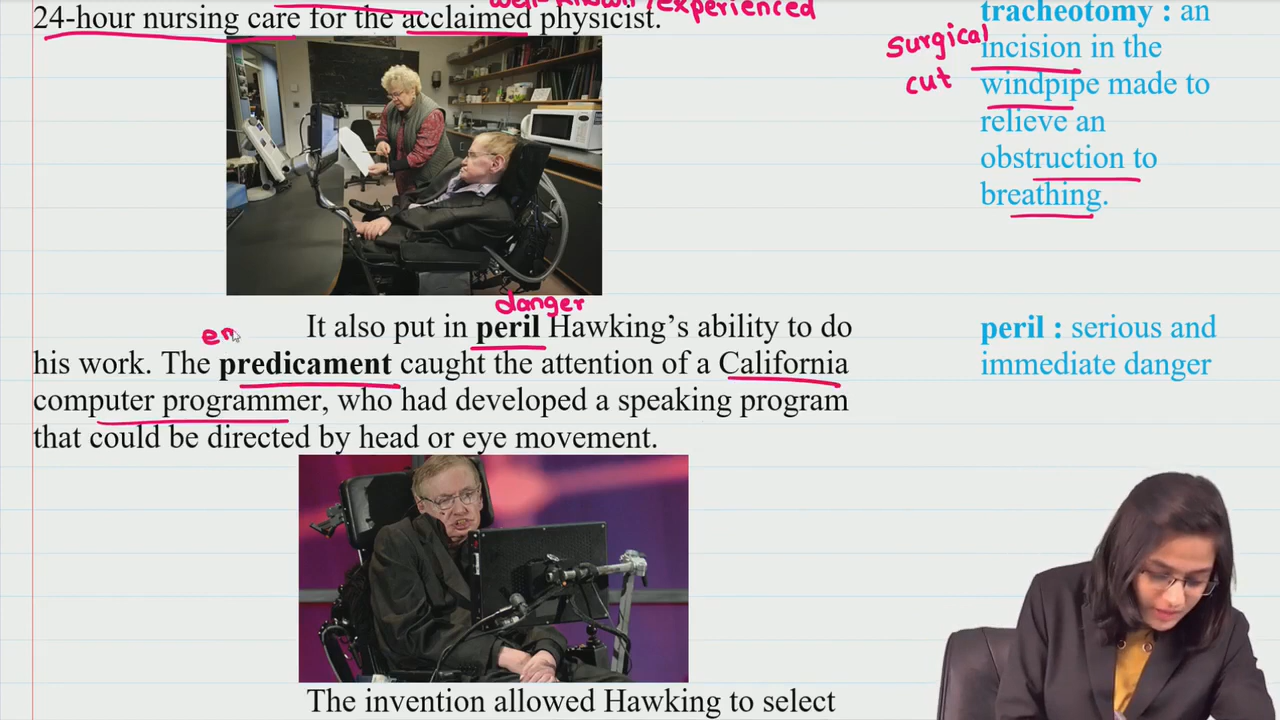 well-known/experienced
24-hour nursing care for the acclaimed physicist.
tracheotomy : an
incision in the
windpipe made to
relieve an
obstruction to
breathing.
Surgical
cut
danger
It also put in peril Hawking's ability to do
his work. The predicament caught the attention of a California
computer programmer, who had developed a speaking program
that could be directed by head or eye movement.
em
peril : serious and
immediate danger
The invention allowed Hawking to select